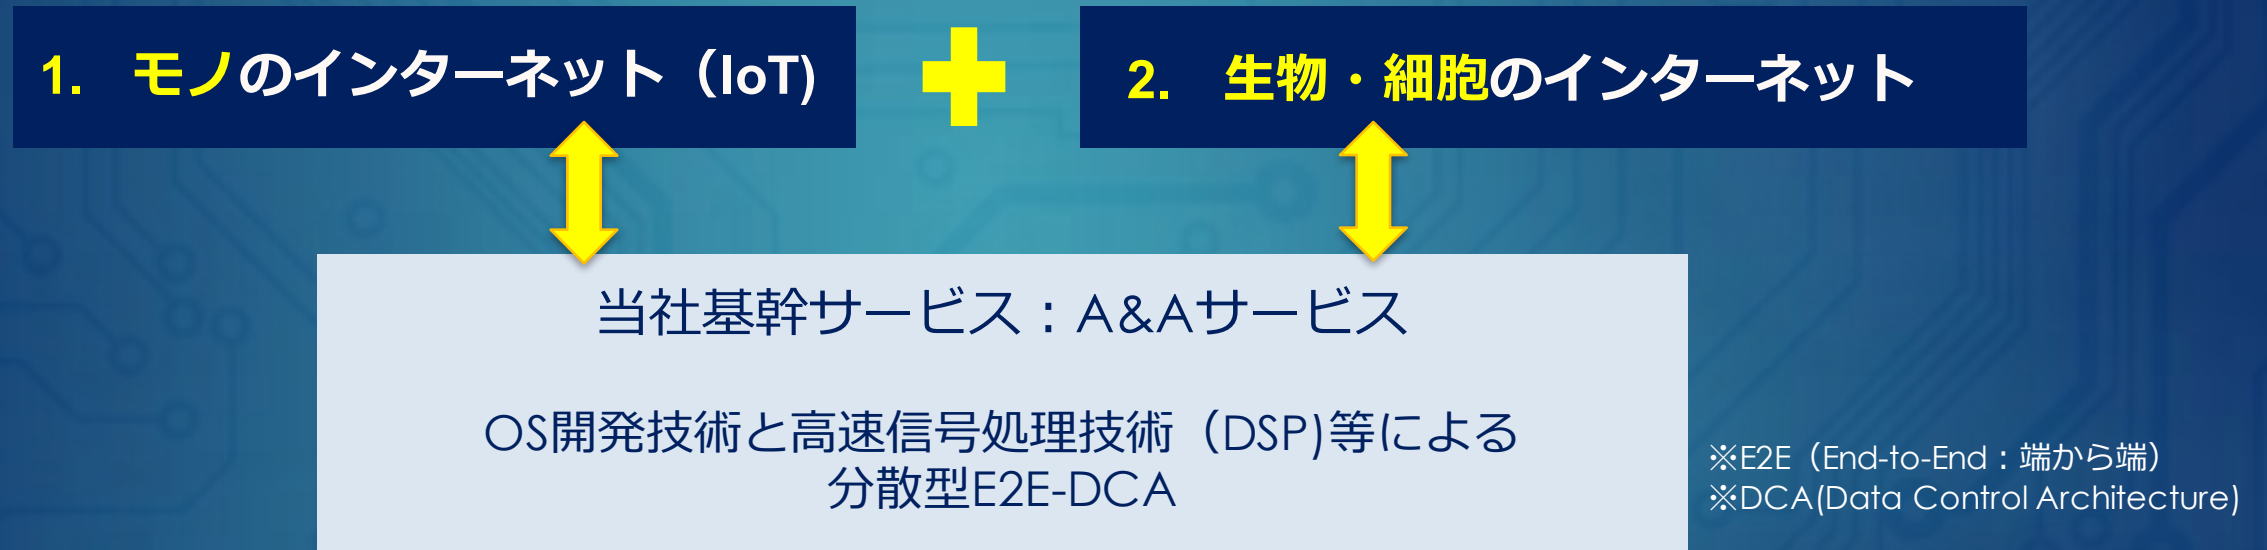 1. モノのインターネット（IoT)
2. 生物・細胞のインターネット
当社基幹サービス：A&Aサービス
OS開発技術と高速信号処理技術（DSP)等による
分散型E2E-DCA
※E2E（End-to-End：端から端）
※DCA(Data Control Architecture)